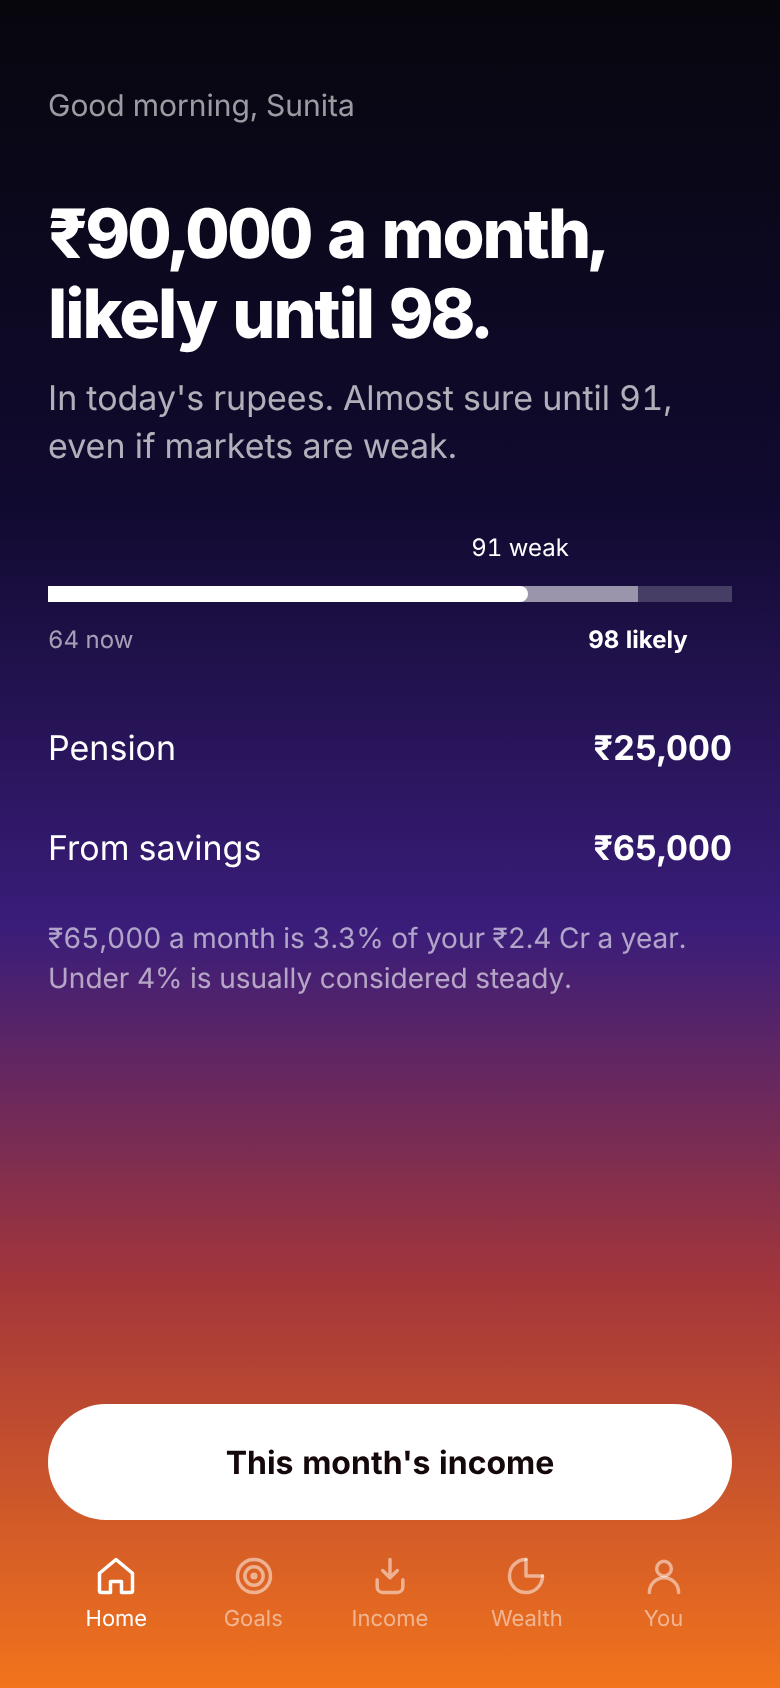 Good morning, Sunita
₹90,000 a month,
likely until 98.
In today's rupees. Almost sure until 91,
even if markets are weak.
91 weak
64 now
98 likely
Pension
₹25,000
From savings
₹65,000
₹65,000 a month is 3.3% of your ₹2.4 Cr a year.
Under 4% is usually considered steady.
This month's income
Home
Goals
Income
Wealth
You